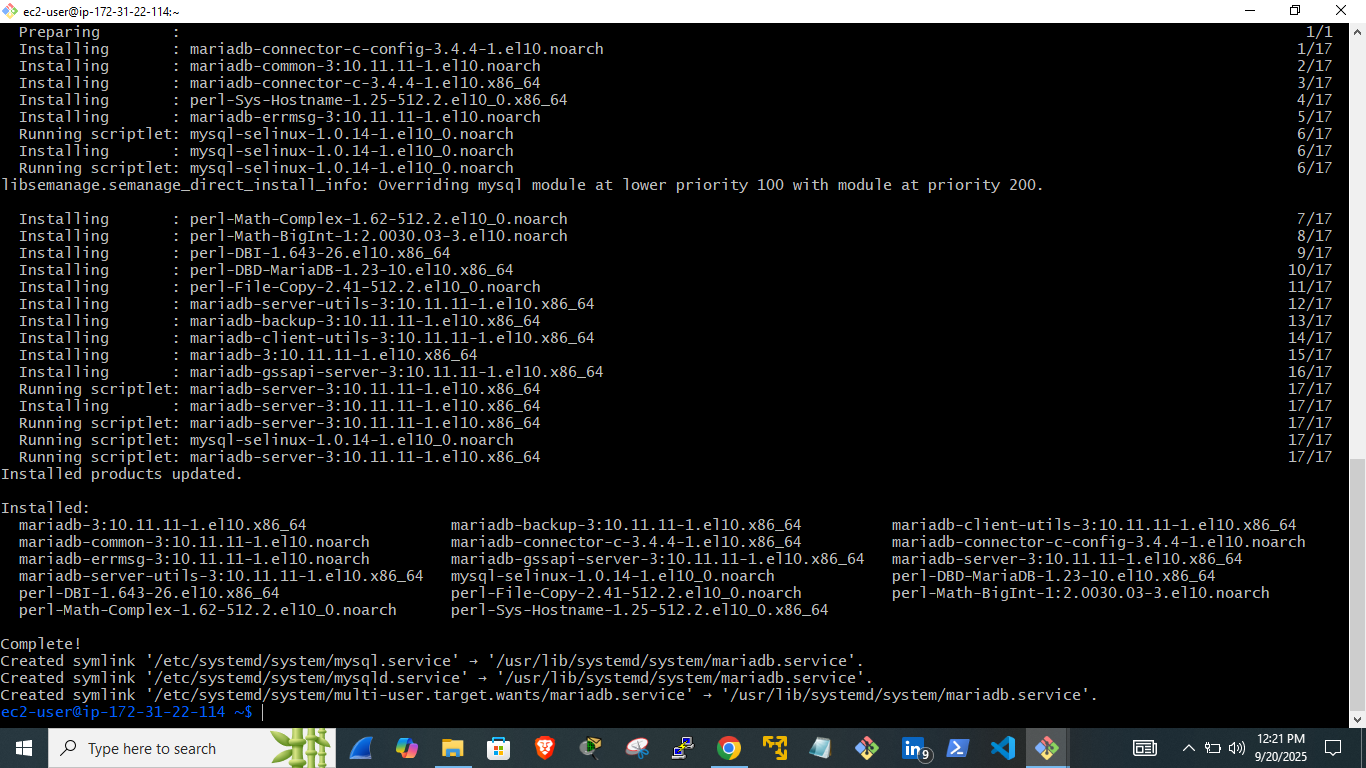 ec2-user@ip-172-31-22-114:~
Preparing        :                                                        1/1
Installing       : mariadb-connector-c-config-3.4.4-1.el10.noarch         1/17
Installing       : mariadb-common-3:10.11.11-1.el10.noarch                2/17
Installing       : mariadb-connector-c-3.4.4-1.el10.x86_64                3/17
Installing       : perl-Sys-Hostname-1.25-512.2.el10_0.x86_64             4/17
Installing       : mariadb-errmsg-3:10.11.11-1.el10.noarch                5/17
Running scriptlet: mysql-selinux-1.0.14-1.el10_0.noarch                   6/17
Installing       : mysql-selinux-1.0.14-1.el10_0.noarch                   6/17
Running scriptlet: mysql-selinux-1.0.14-1.el10_0.noarch                   6/17
libsemanage.semanage_direct_install_info: Overriding mysql module at lower priority 100 with module at priority 200.
Installing       : perl-Math-Complex-1.62-512.2.el10_0.noarch             7/17
Installing       : perl-Math-BigInt-1:2.0030.03-3.el10.noarch             8/17
Installing       : perl-DBI-1.643-26.el10.x86_64                          9/17
Installing       : perl-DBD-MariaDB-1.23-10.el10.x86_64                   10/17
Installing       : perl-File-Copy-2.41-512.2.el10_0.noarch                11/17
Installing       : mariadb-server-utils-3:10.11.11-1.el10.x86_64          12/17
Installing       : mariadb-backup-3:10.11.11-1.el10.x86_64                13/17
Installing       : mariadb-client-utils-3:10.11.11-1.el10.x86_64          14/17
Installing       : mariadb-3:10.11.11-1.el10.x86_64                       15/17
Installing       : mariadb-gssapi-server-3:10.11.11-1.el10.x86_64         16/17
Running scriptlet: mariadb-server-3:10.11.11-1.el10.x86_64                17/17
Installing       : mariadb-server-3:10.11.11-1.el10.x86_64                17/17
Running scriptlet: mariadb-server-3:10.11.11-1.el10.x86_64                17/17
Running scriptlet: mysql-selinux-1.0.14-1.el10_0.noarch                   17/17
Running scriptlet: mariadb-server-3:10.11.11-1.el10.x86_64                17/17
Installed products updated.
Installed:
mariadb-3:10.11.11-1.el10.x86_64 mariadb-backup-3:10.11.11-1.el10.x86_64 mariadb-client-utils-3:10.11.11-1.el10.x86_64
mariadb-common-3:10.11.11-1.el10.noarch mariadb-connector-c-3.4.4-1.el10.x86_64 mariadb-connector-c-config-3.4.4-1.el10.noarch
mariadb-errmsg-3:10.11.11-1.el10.noarch mariadb-gssapi-server-3:10.11.11-1.el10.x86_64 mariadb-server-3:10.11.11-1.el10.x86_64
mariadb-server-utils-3:10.11.11-1.el10.x86_64 mysql-selinux-1.0.14-1.el10_0.noarch perl-DBD-MariaDB-1.23-10.el10.x86_64
perl-DBI-1.643-26.el10.x86_64 perl-File-Copy-2.41-512.2.el10_0.noarch perl-Math-BigInt-1:2.0030.03-3.el10.noarch
perl-Math-Complex-1.62-512.2.el10_0.noarch perl-Sys-Hostname-1.25-512.2.el10_0.x86_64
Complete!
Created symlink '/etc/systemd/system/mysql.service' → '/usr/lib/systemd/system/mariadb.service'.
Created symlink '/etc/systemd/system/mysqld.service' → '/usr/lib/systemd/system/mariadb.service'.
Created symlink '/etc/systemd/system/multi-user.target.wants/mariadb.service' → '/usr/lib/systemd/system/mariadb.service'.
ec2-user@ip-172-31-22-114 ~$
Type here to search
in 9
12:21 PM
9/20/2025